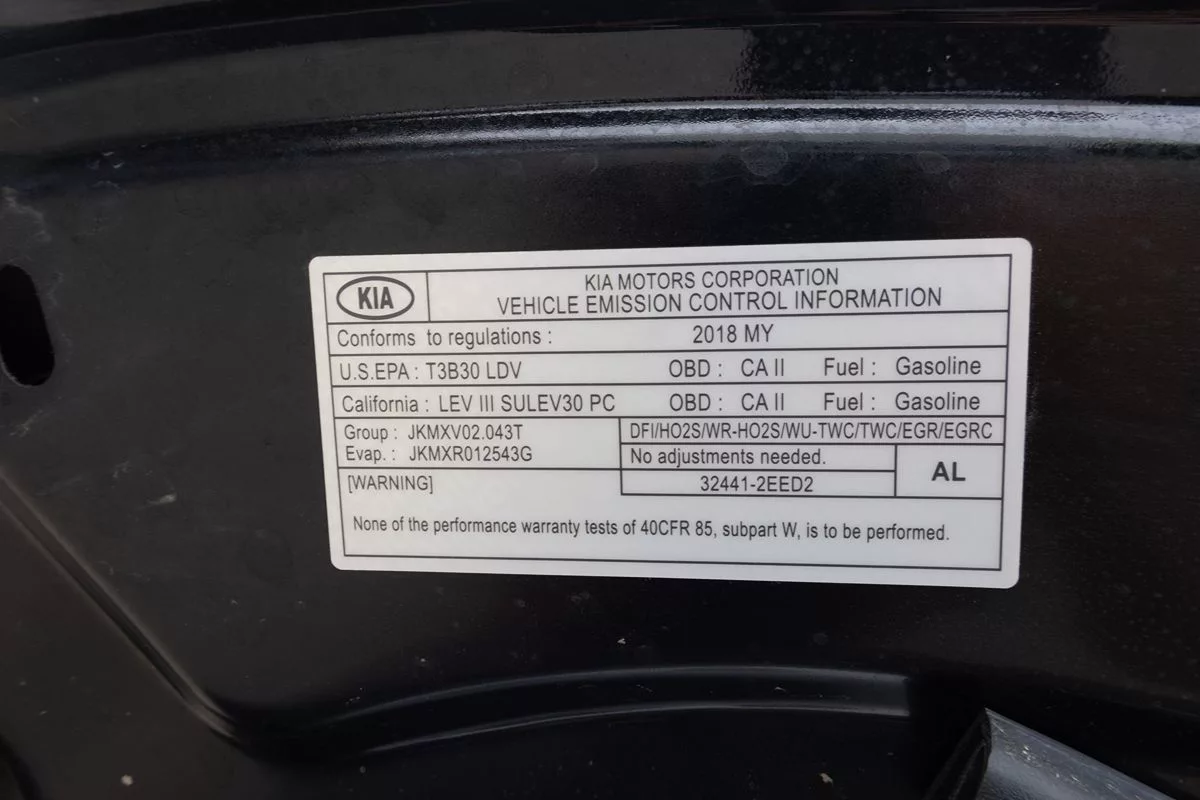 KIA
KIA MOTORS CORPORATION
VEHICLE EMISSION CONTROL INFORMATION
Conforms to regulations : 2018 MY
U.S.EPA : T3B30 LDV OBD : CA II Fuel : Gasoline
California : LEV III SULEV30 PC OBD : CA II Fuel : Gasoline
Group : JKMXV02.043T DFI/HO2S/WR-HO2S/WU-TWC/TWC/EGR/EGRC
Evap. : JKMXR012543G No adjustments needed. AL
[WARNING] 32441-2EED2
None of the performance warranty tests of 40CFR 85, subpart W, is to be performed.